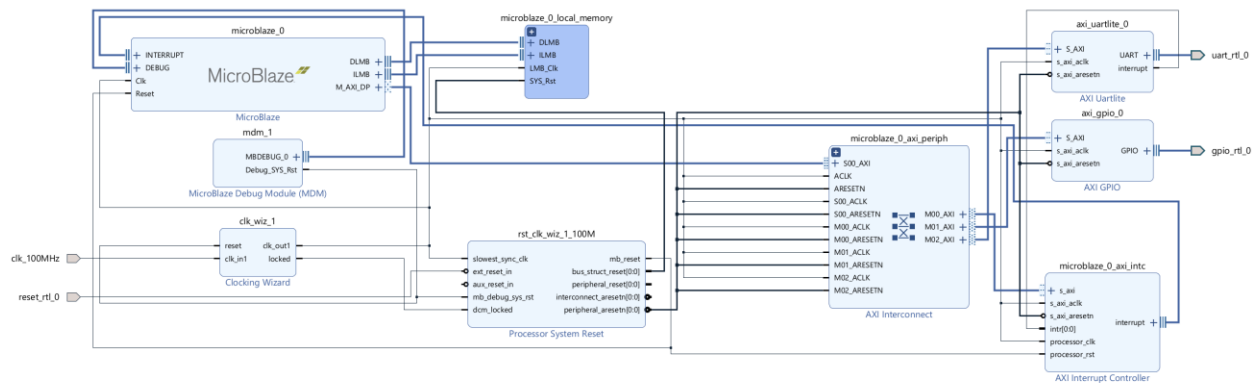 microblaze_0
INTERRUPT
DEBUG
Clk
Reset
MicroBlaze
DLMB
ILMB
M_AXI_DP
MicroBlaze
microblaze_0_local_memory
DLMB
ILMB
LMB_Clk
SYS_Rst
mdm_1
MBDEBUG_0
Debug_SYS_Rst
MicroBlaze Debug Module (MDM)
clk_wiz_1
reset
clk_in1
clk_out1
locked
Clocking Wizard
clk_100MHz
reset_rtl_0
rst_clk_wiz_1_100M
slowest_sync_clk
ext_reset_in
aux_reset_in
mb_debug_sys_rst
dcm_locked
mb_reset
bus_struct_reset[0:0]
peripheral_reset[0:0]
interconnect_aresetn[0:0]
peripheral_aresetn[0:0]
Processor System Reset
microblaze_0_axi_periph
S00_AXI
ACLK
ARESETN
S00_ACLK
S00_ARESETN
M00_ACLK
M00_ARESETN
M01_ACLK
M01_ARESETN
M02_ACLK
M02_ARESETN
M00_AXI
M01_AXI
M02_AXI
AXI Interconnect
axi_uartlite_0
S_AXI
s_axi_aclk
s_axi_aresetn
UART
interrupt
AXI Uartlite
uart_rtl_0
axi_gpio_0
S_AXI
s_axi_aclk
s_axi_aresetn
GPIO
AXI GPIO
gpio_rtl_0
microblaze_0_axi_intc
s_axi
s_axi_aclk
s_axi_aresetn
intr[0:0]
processor_clk
processor_rst
interrupt
AXI Interrupt Controller